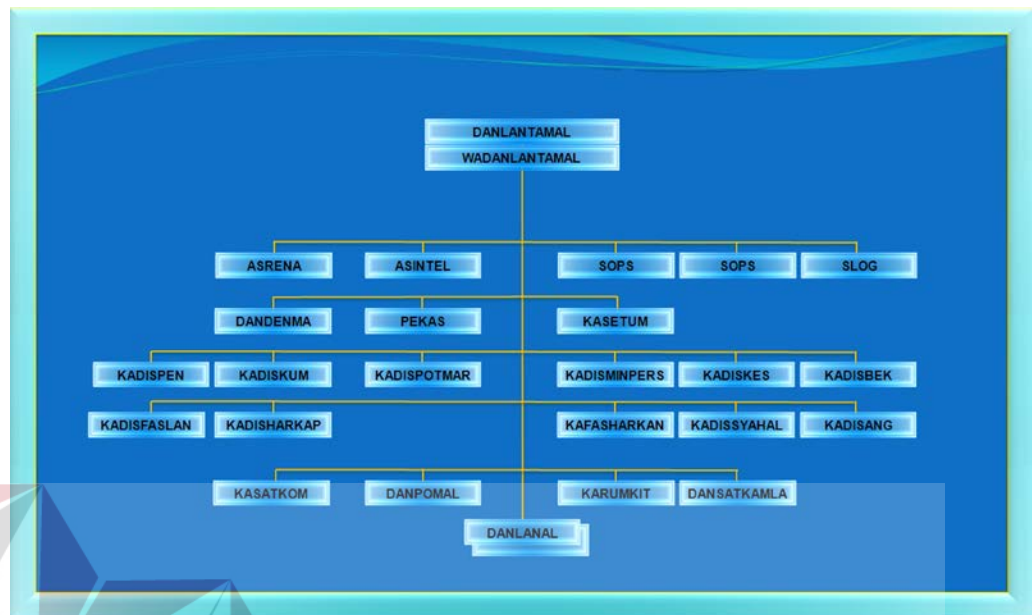 DANLANTAMAL
WADANLANTAMAL
ASRENA ASINTEL SOPS SOPS SLOG
DANDENMA PEKAS KASETUM
KADISPEN KADISKUM KADISPOTMAR KADISMINPERS KADISKES KADISBEK
KADISFASLAN KADISHARKAP KAFASHARKAN KADISSYAHAL KADISANG
KASATKOM DANPOMAL KARUMKIT DANSATKAMLA
DANLANAL